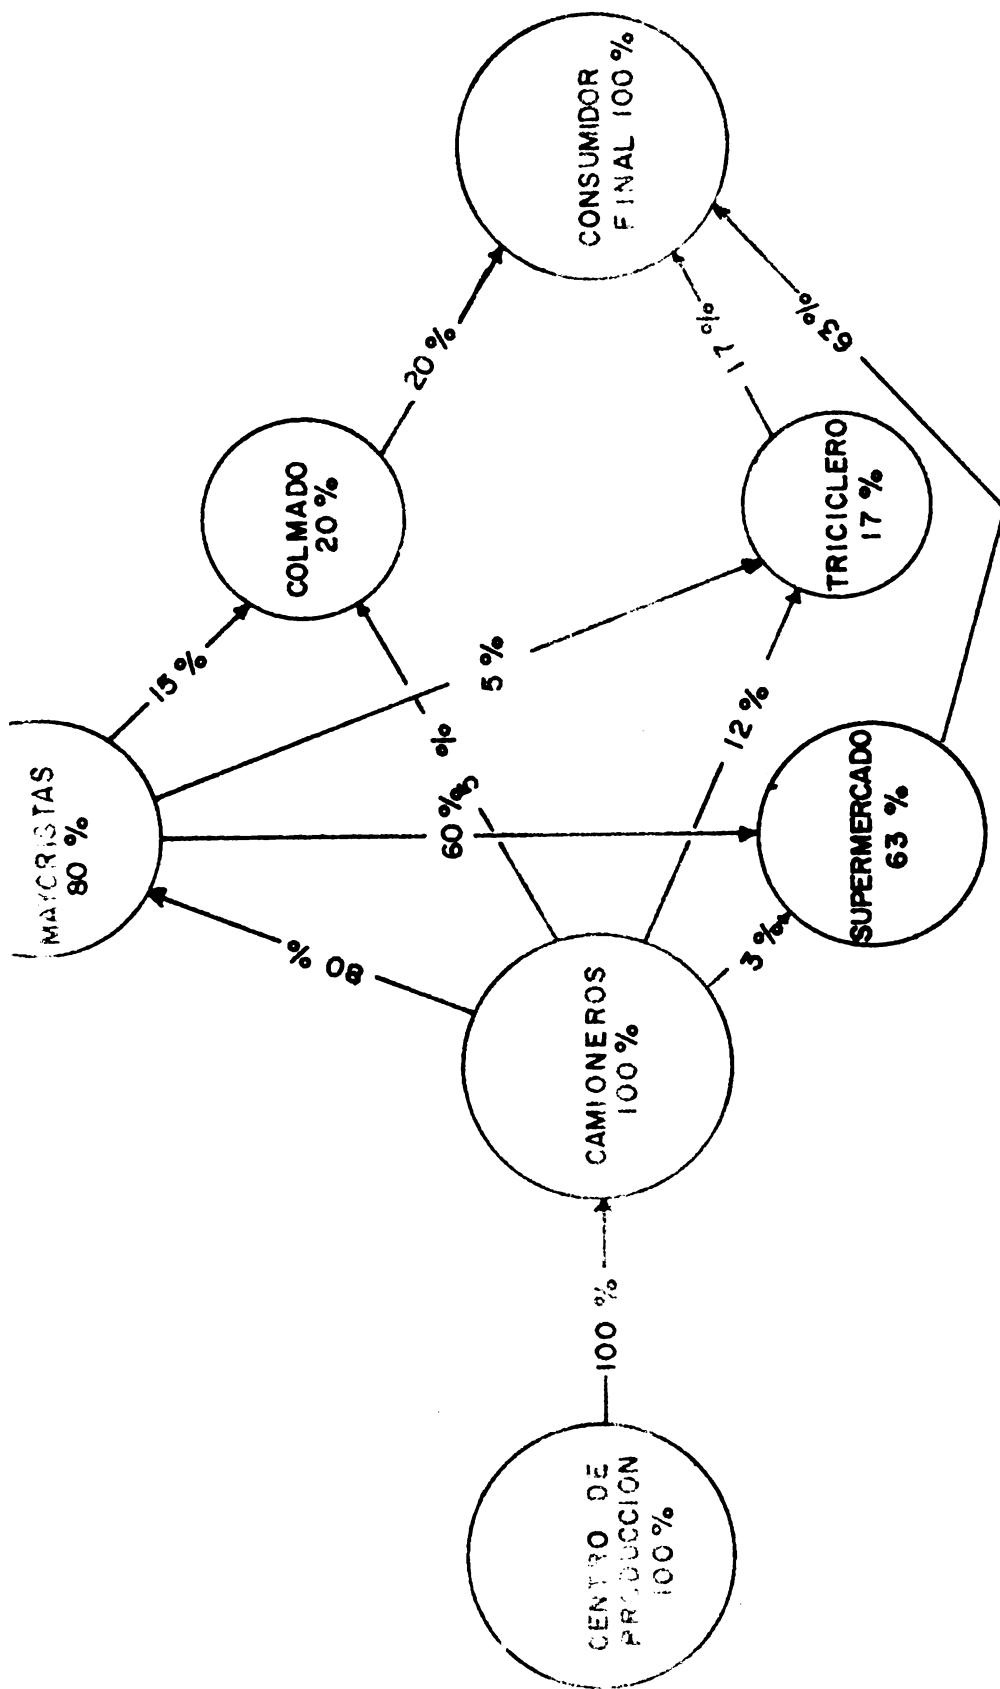 CENTRO DE
PRODUCCION
100 %
100 %
CAMIONEROS
100 %
80 %
MAYORISTAS
80 %
15 %
5 %
60 %
5 %
12 %
3 %
COLMADO
20 %
TRICICLERO
17 %
SUPERMERCADO
63 %
20 %
17 %
63 %
CONSUMIDOR
FINAL 100 %